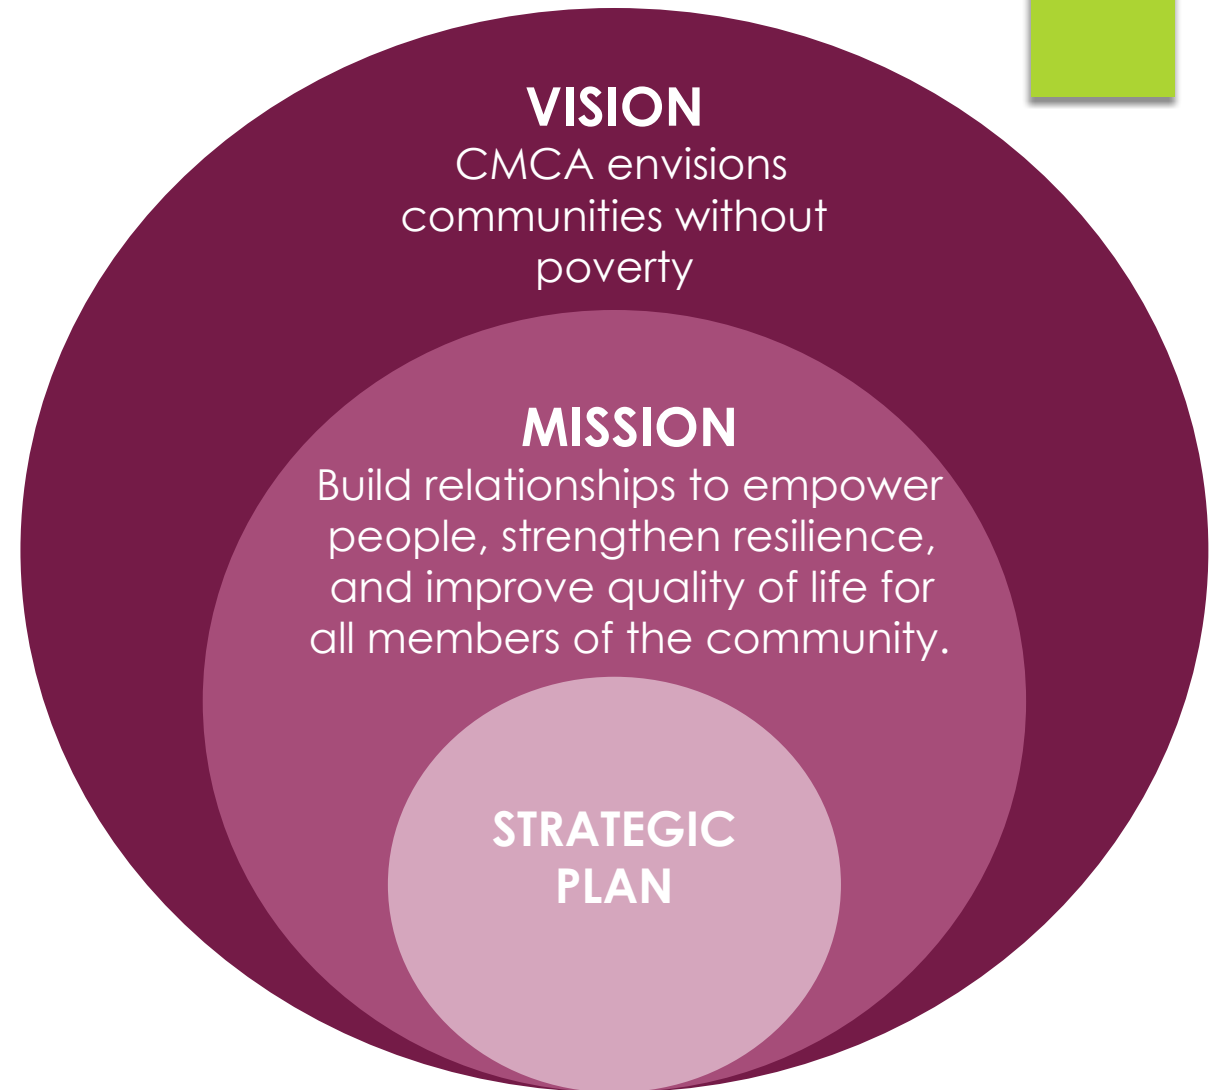 VISION
CMCA envisions
communities without
poverty
MISSION
Build relationships to empower
people, strengthen resilience,
and improve quality of life for
all members of the community.
STRATEGIC
PLAN